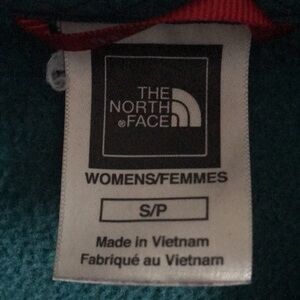 THE
NORTH
®FACE
WOMENS/FEMMES
S/P
Made in Vietnam
Fabriqué au Vietnam